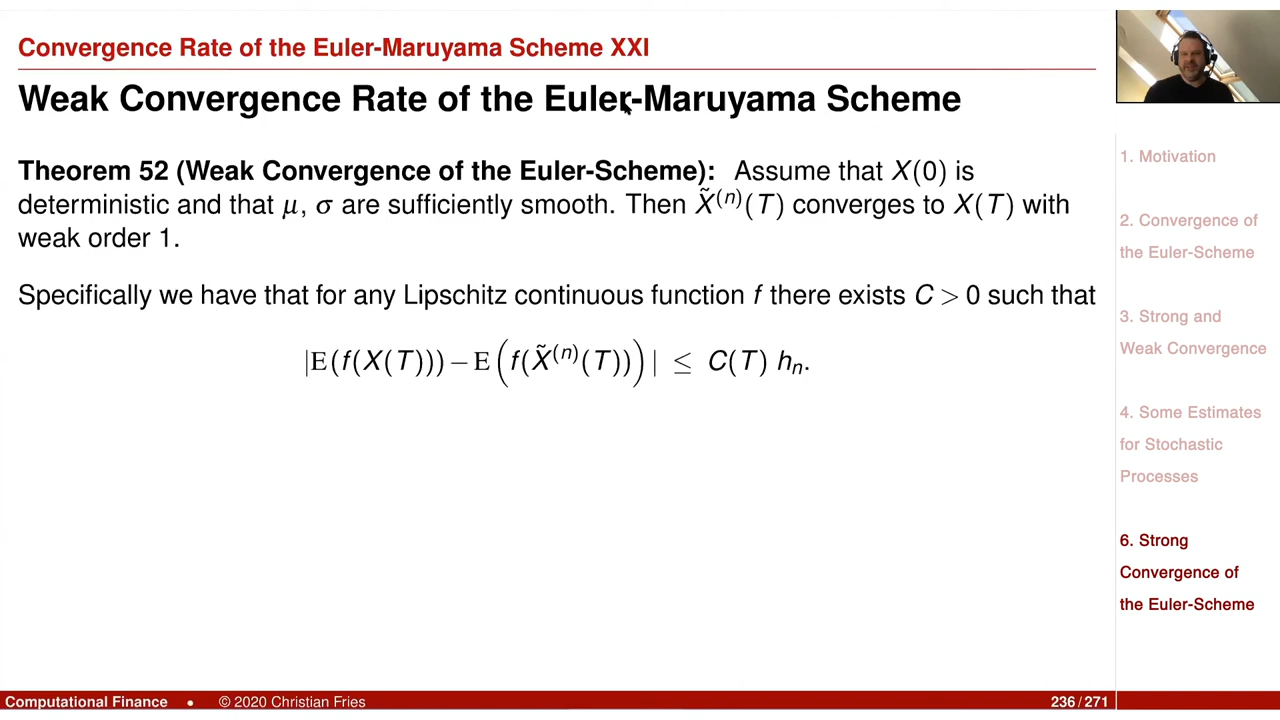 Convergence Rate of the Euler-Maruyama Scheme XXI
Weak Convergence Rate of the Euler-Maruyama Scheme
Theorem 52 (Weak Convergence of the Euler-Scheme): Assume that X(0) is
deterministic and that μ, σ are sufficiently smooth. Then X̃⁽ⁿ⁾(T) converges to X(T) with
weak order 1.
Specifically we have that for any Lipschitz continuous function f there exists C > 0 such that
|E(f(X(T))) − E(f(X̃⁽ⁿ⁾(T)))| ≤ C(T) hₙ.
1. Motivation
2. Convergence of
the Euler-Scheme
3. Strong and
Weak Convergence
4. Some Estimates
for Stochastic
Processes
6. Strong
Convergence of
the Euler-Scheme
Computational Finance • © 2020 Christian Fries
236 / 271